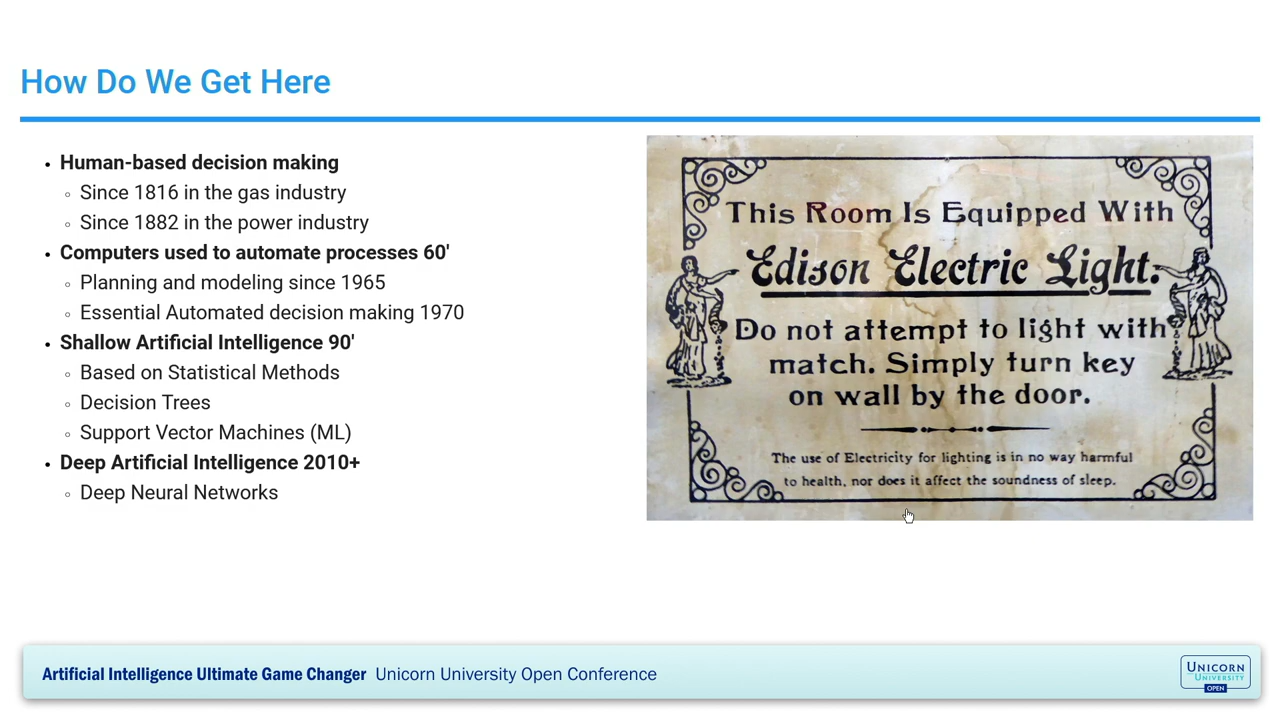 How Do We Get Here
Human-based decision making
Since 1816 in the gas industry
Since 1882 in the power industry
Computers used to automate processes 60'
Planning and modeling since 1965
Essential Automated decision making 1970
Shallow Artificial Intelligence 90'
Based on Statistical Methods
Decision Trees
Support Vector Machines (ML)
Deep Artificial Intelligence 2010+
Deep Neural Networks
This Room Is Equipped With
Edison Electric Light.
Do not attempt to light with
match. Simply turn key
on wall by the door.
The use of Electricity for lighting is in no way harmful
to health, nor does it affect the soundness of sleep.
Artificial Intelligence Ultimate Game Changer Unicorn University Open Conference
UNICORN
UNIVERSITY
OPEN